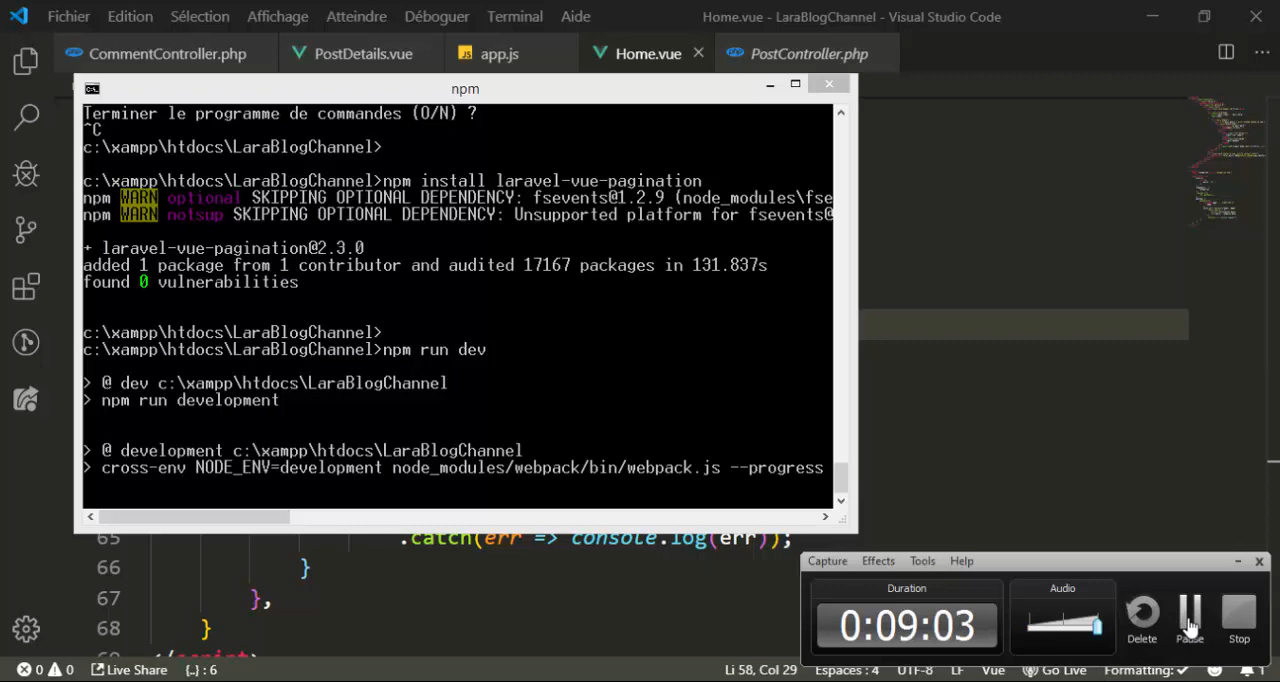 Fichier Edition Sélection Affichage Atteindre Déboguer Terminal Aide Home.vue - LaraBlogChannel - Visual Studio Code
CommentController.php PostDetails.vue JS app.js Home.vue PostController.php
npm
Terminer le programme de commandes (O/N) ?
^C
c:\xampp\htdocs\LaraBlogChannel>
c:\xampp\htdocs\LaraBlogChannel>npm install laravel-vue-pagination
npm WARN optional SKIPPING OPTIONAL DEPENDENCY: fsevents@1.2.9 (node_modules\fse
npm WARN notsup SKIPPING OPTIONAL DEPENDENCY: Unsupported platform for fsevents@
+ laravel-vue-pagination@2.3.0
added 1 package from 1 contributor and audited 17167 packages in 131.837s
found 0 vulnerabilities
c:\xampp\htdocs\LaraBlogChannel>
c:\xampp\htdocs\LaraBlogChannel>npm run dev
> @ dev c:\xampp\htdocs\LaraBlogChannel
> npm run development
> @ development c:\xampp\htdocs\LaraBlogChannel
> cross-env NODE_ENV=development node_modules/webpack/bin/webpack.js --progress
65 .catch(err => console.log(err));
66 }
67 },
68 }
Capture Effects Tools Help
Duration Audio
0:09:03
Delete Pause Stop
0 0 Live Share {..} : 6 Li 58, Col 29 Espaces : 4 UTF-8 LF Vue Go Live Formatting: ✓ 1